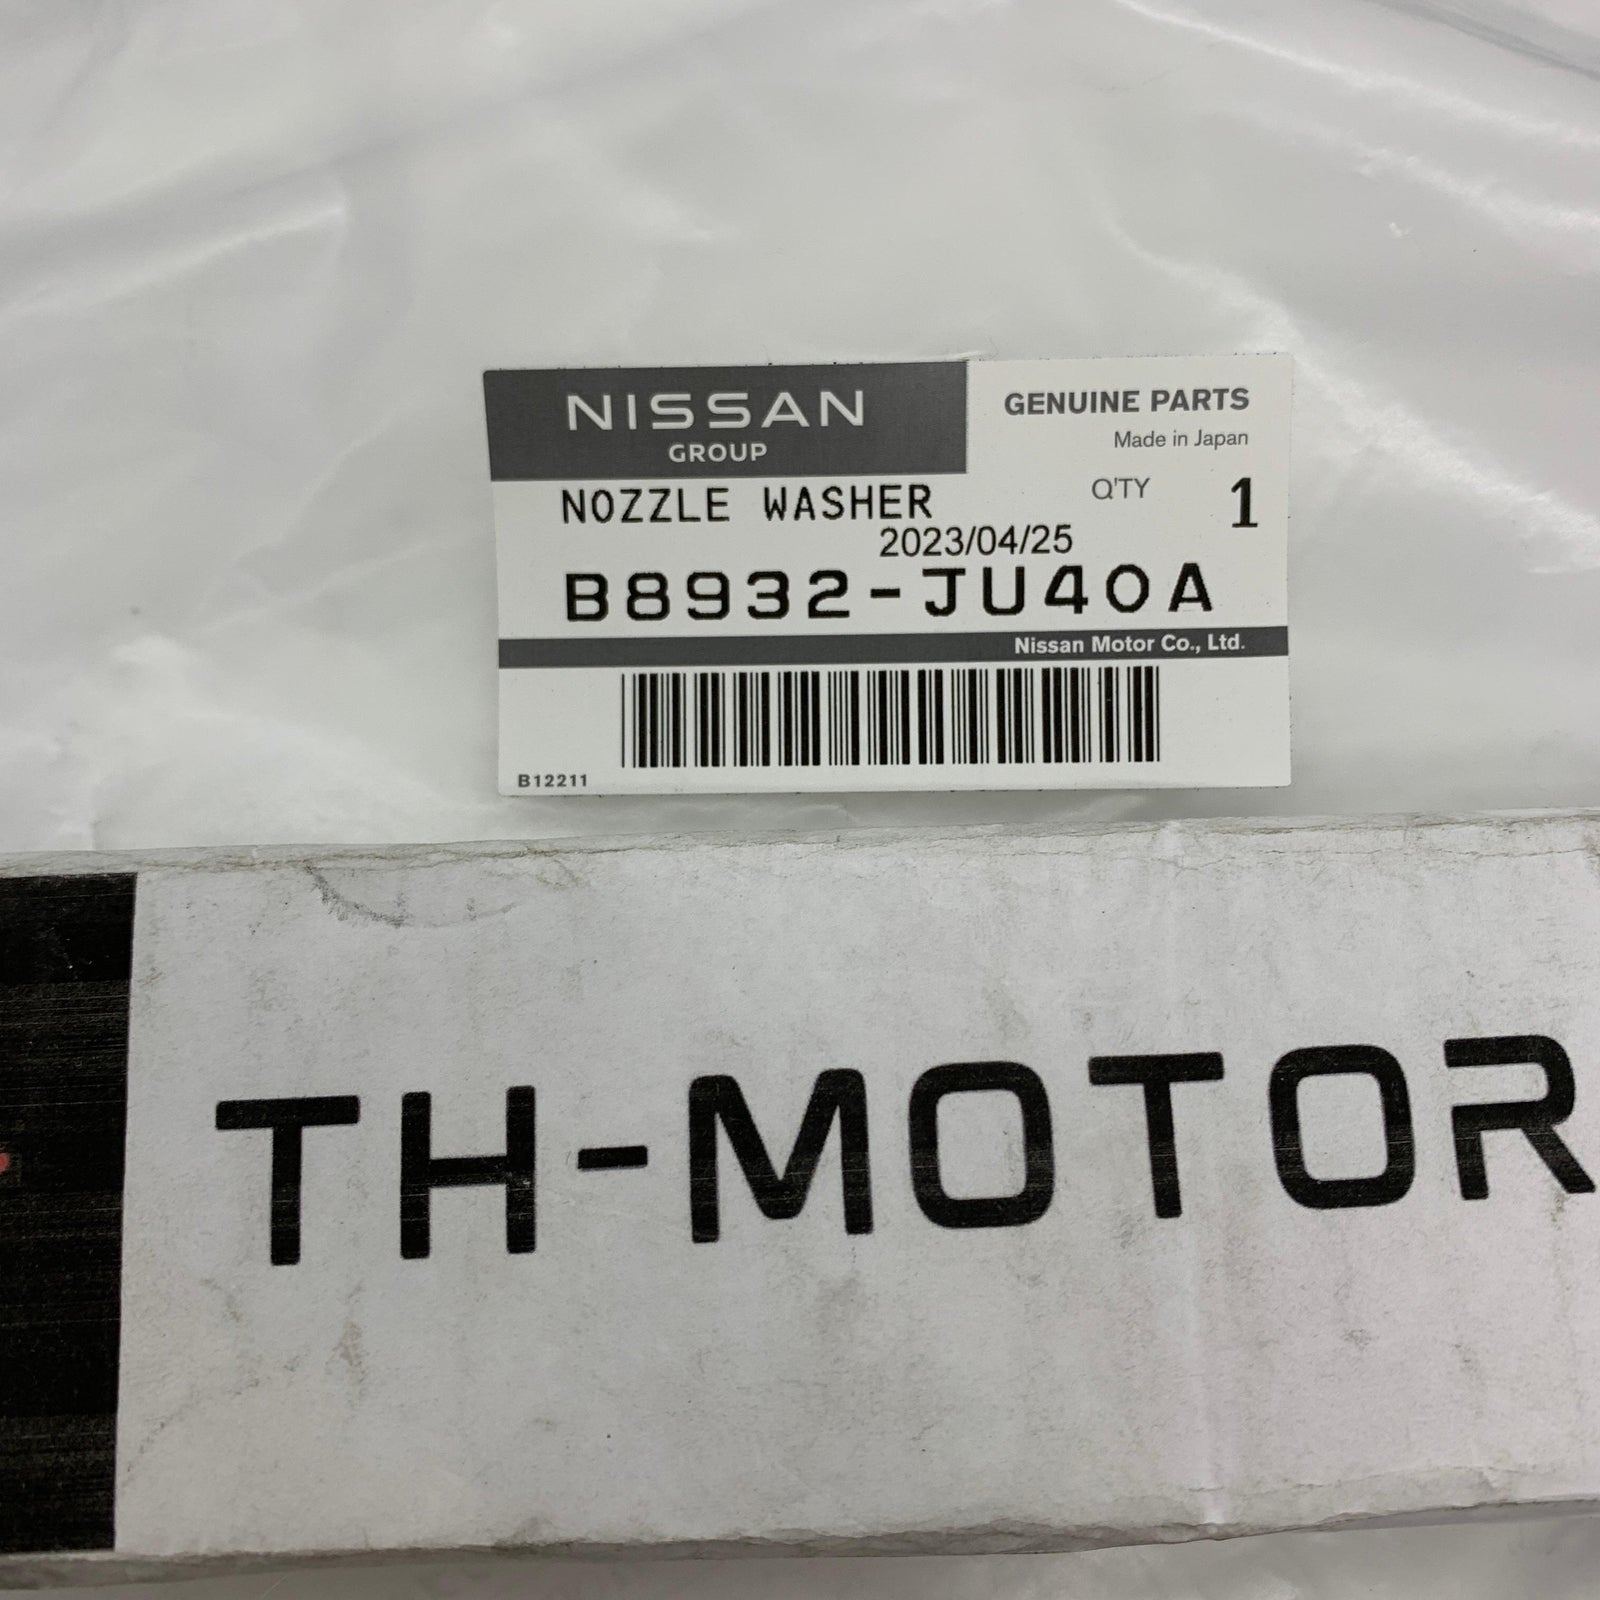 NISSAN
GROUP
GENUINE PARTS
Made in Japan
NOZZLE WASHER
Q'TY 1
2023/04/25
B8932-JU40A
Nissan Motor Co., Ltd.
B12211
TH-MOTOR